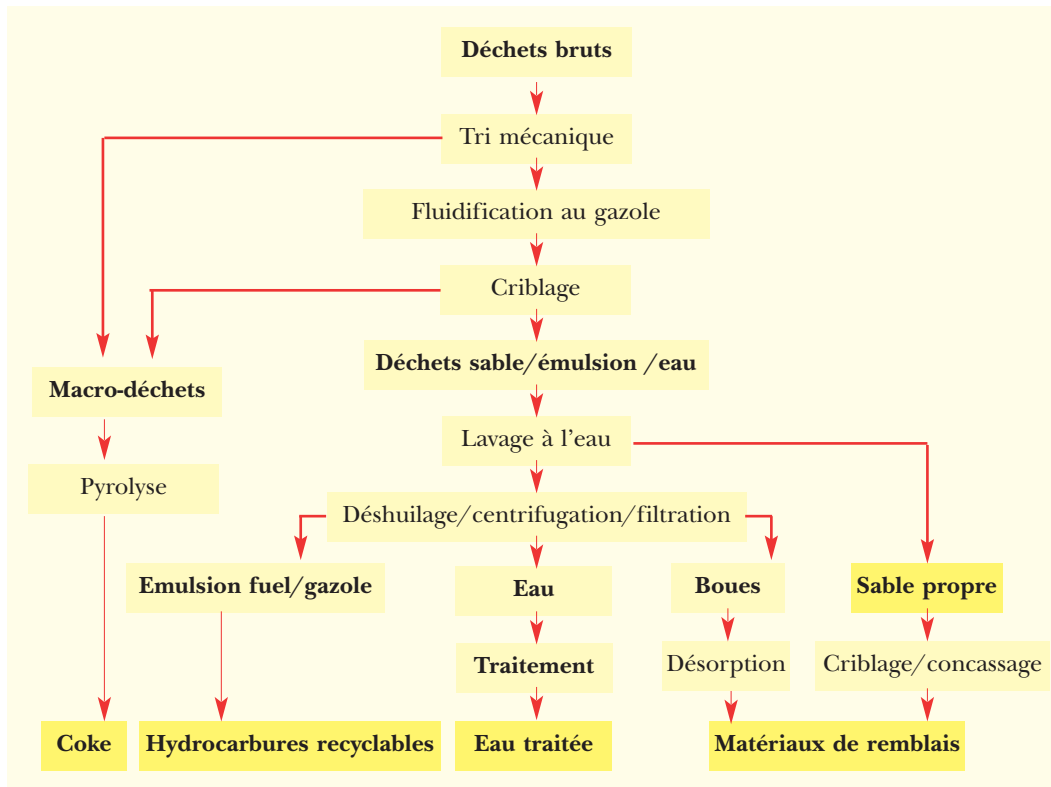 Déchets bruts
Tri mécanique
Fluidification au gazole
Criblage
Déchets sable/émulsion /eau
Macro-déchets
Lavage à l’eau
Pyrolyse
Déshuilage/centrifugation/filtration
Emulsion fuel/gazole
Eau
Boues
Sable propre
Traitement
Désorption
Criblage/concassage
Coke
Hydrocarbures recyclables
Eau traitée
Matériaux de remblais